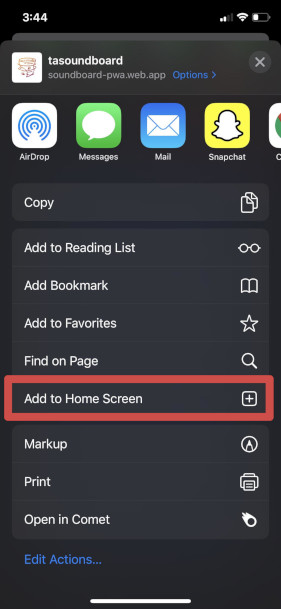 3:44
tasoundboard
soundboard-pwa.web.app Options >
AirDrop Messages Mail Snapchat
Copy
Add to Reading List
Add Bookmark
Add to Favorites
Find on Page
Add to Home Screen
Markup
Print
Open in Comet
Edit Actions...